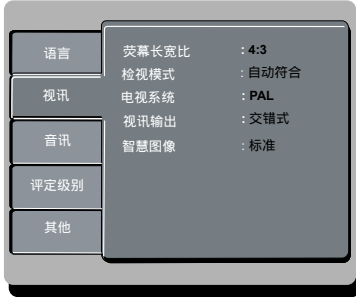 语言
视讯
音讯
评定级别
其他
荧幕长宽比 : 4:3
检视模式 : 自动符合
电视系统 : PAL
视讯输出 : 交错式
智慧图像 : 标准